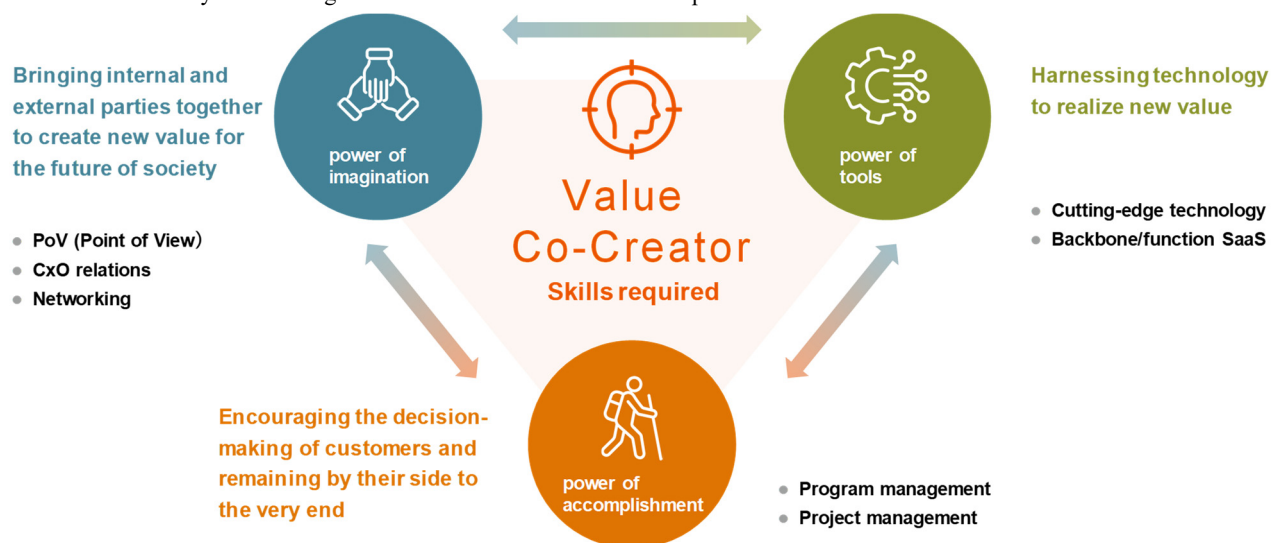 Bringing internal and
external parties together
to create new value for
the future of society
PoV (Point of View)
CxO relations
Networking
power of
imagination
Value
Co-Creator
Skills required
power of
tools
Harnessing technology
to realize new value
Cutting-edge technology
Backbone/function SaaS
Encouraging the decision-
making of customers and
remaining by their side to
the very end
power of
accomplishment
Program management
Project management